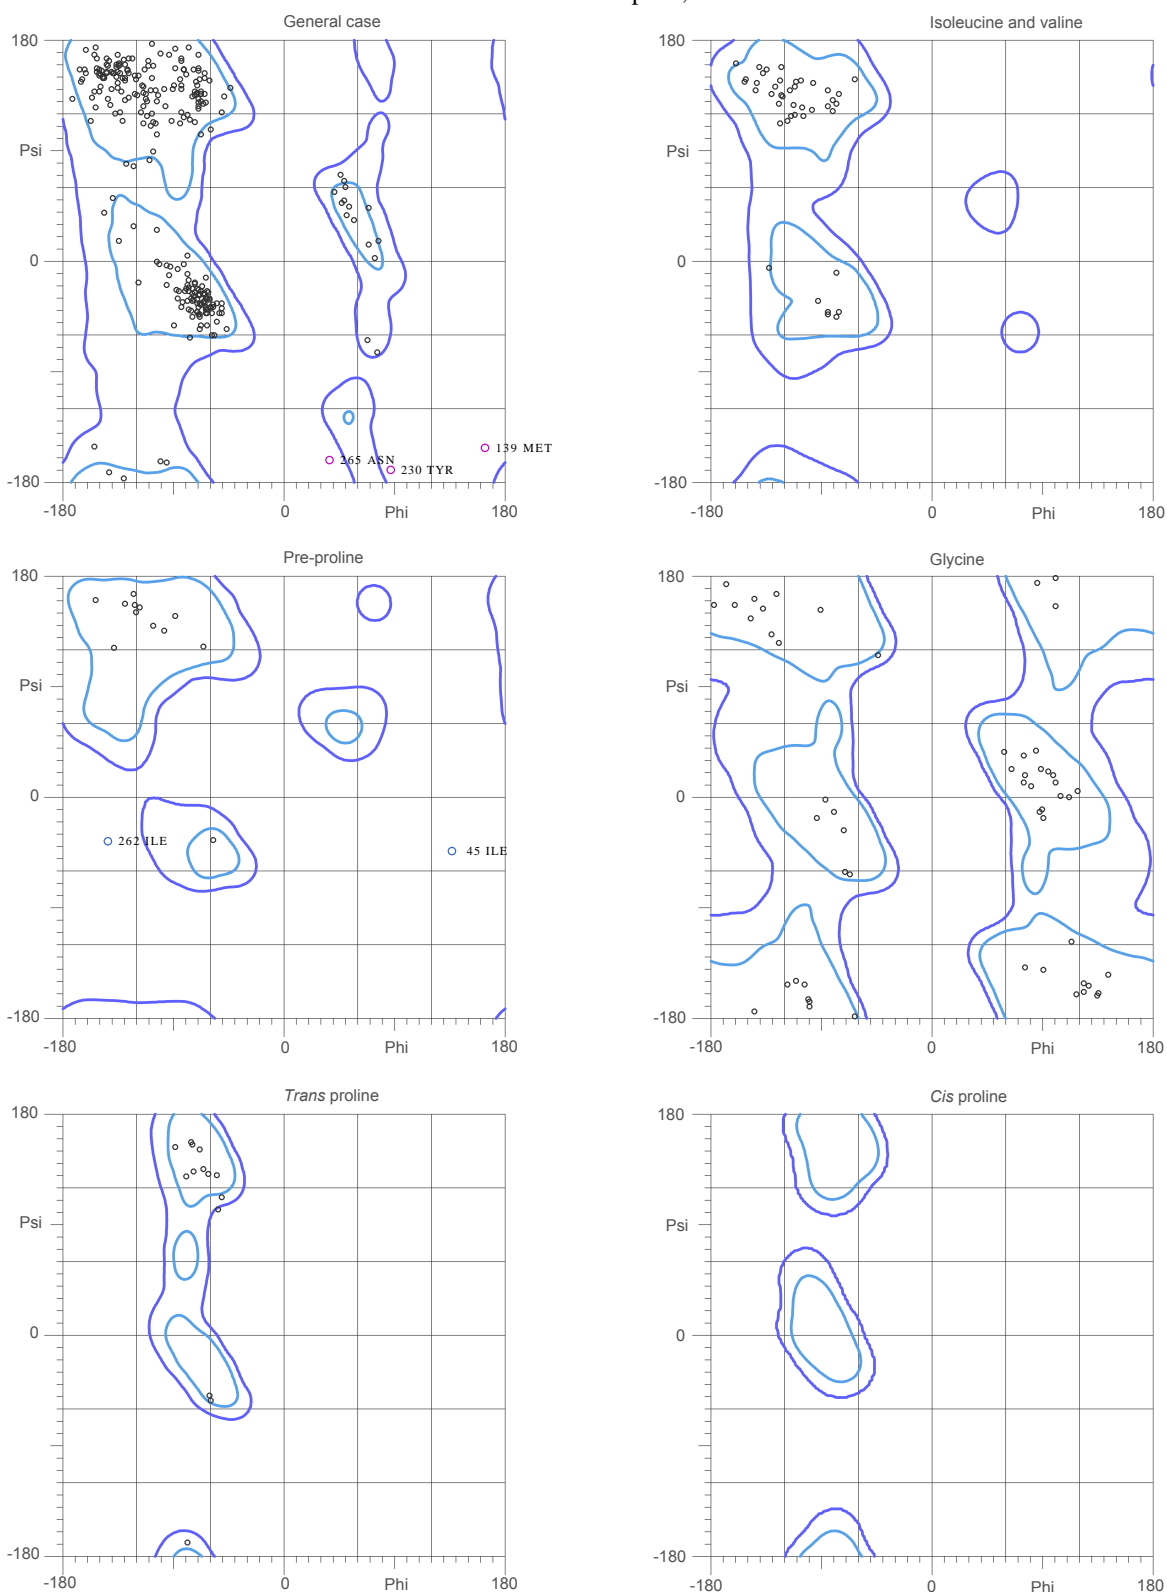 General case
Isoleucine and valine
180
180
Psi
Psi
0
0
139 MET
265 ASN
230 TYR
-180
-180
-180
0
Phi
180
-180
0
Phi
180
Pre-proline
Glycine
180
180
Psi
Psi
0
0
262 ILE
45 ILE
-180
-180
-180
0
Phi
180
-180
0
Phi
180
Trans proline
Cis proline
180
180
Psi
Psi
0
0
-180
-180
-180
0
Phi
180
-180
0
Phi
180